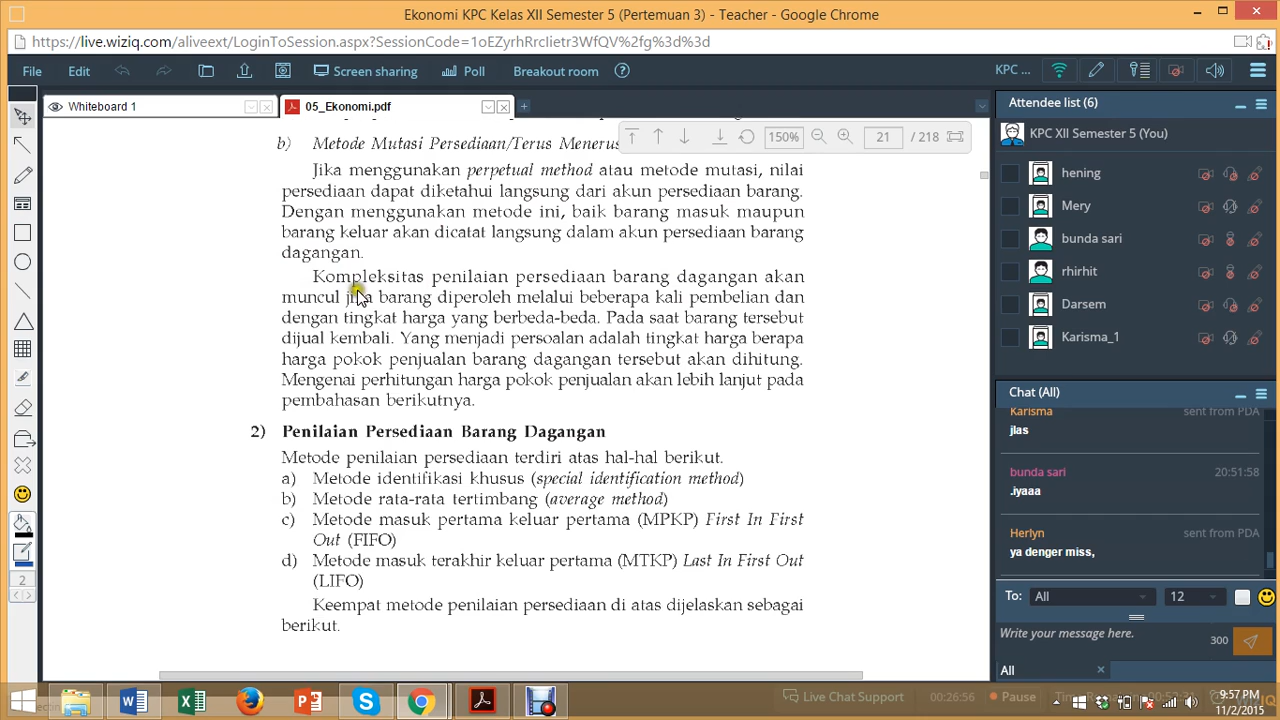 Ekonomi KPC Kelas XII Semester 5 (Pertemuan 3) - Teacher - Google Chrome
https://live.wiziq.com/aliveext/LoginToSession.aspx?SessionCode=1oEZyrhRrcIietr3WfQV%2fg%3d%3d
File Edit Screen sharing Poll Breakout room ? KPC ...
Whiteboard 1
05_Ekonomi.pdf
150% 21 / 218
b) Metode Mutasi Persediaan/Terus Menerus
Jika menggunakan perpetual method atau metode mutasi, nilai
persediaan dapat diketahui langsung dari akun persediaan barang.
Dengan menggunakan metode ini, baik barang masuk maupun
barang keluar akan dicatat langsung dalam akun persediaan barang
dagangan.
Kompleksitas penilaian persediaan barang dagangan akan
muncul jika barang diperoleh melalui beberapa kali pembelian dan
dengan tingkat harga yang berbeda-beda. Pada saat barang tersebut
dijual kembali. Yang menjadi persoalan adalah tingkat harga berapa
harga pokok penjualan barang dagangan tersebut akan dihitung.
Mengenai perhitungan harga pokok penjualan akan lebih lanjut pada
pembahasan berikutnya.
2) Penilaian Persediaan Barang Dagangan
Metode penilaian persediaan terdiri atas hal-hal berikut.
a) Metode identifikasi khusus (special identification method)
b) Metode rata-rata tertimbang (average method)
c) Metode masuk pertama keluar pertama (MPKP) First In First
Out (FIFO)
d) Metode masuk terakhir keluar pertama (MTKP) Last In First Out
(LIFO)
Keempat metode penilaian persediaan di atas dijelaskan sebagai
berikut.
2
Attendee list (6)
KPC XII Semester 5 (You)
hening
Mery
bunda sari
rhirhit
Darsem
Karisma_1
Chat (All)
Karisma sent from PDA
jlas
bunda sari 20:51:58
.iyaaa
Herlyn sent from PDA
ya denger miss,
To: All 12
Write your message here. 300
All
Live Chat Support 00:26:56 Pause
9:57 PM
11/2/2015